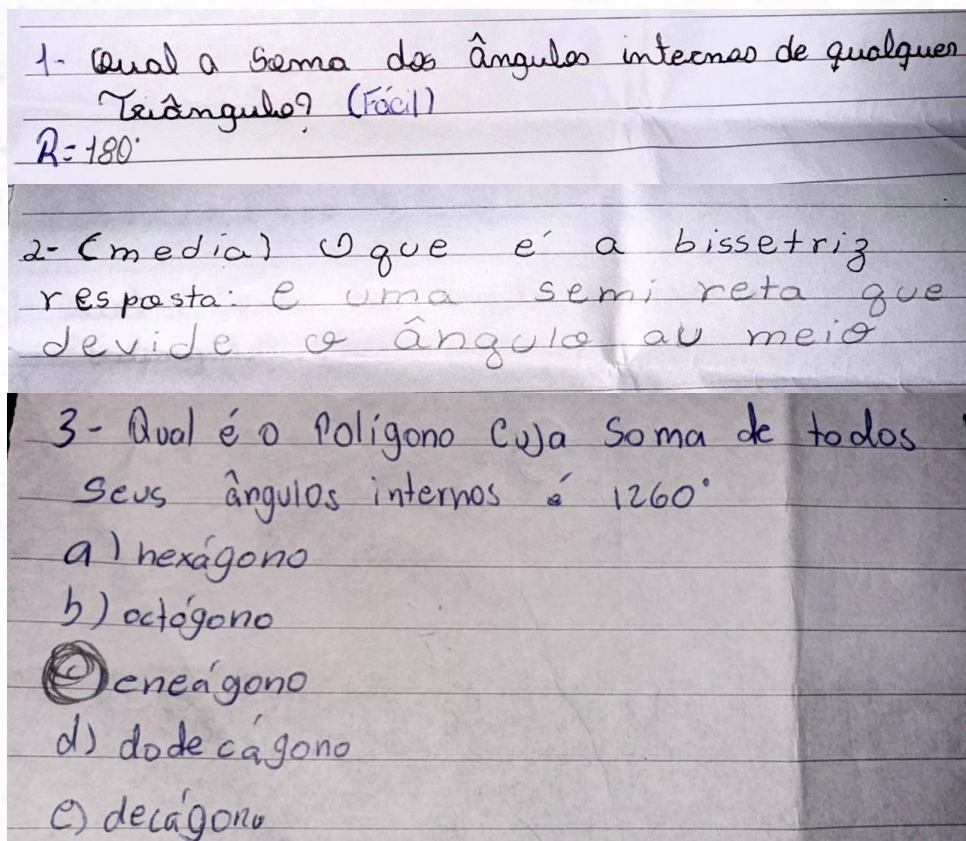 1- Qual a soma dos ângulos internos de qualquer
Triângulo? (Fácil)
R=180°
2- (media) O que é a bissetriz
resposta: e uma semi reta que
devide o ângulo au meio
3- Qual é o Polígono Cuja Soma de todos
Seus ângulos internos é 1260°
a) hexágono
b) octógono
c) eneágono
d) dodecágono
e) decágono